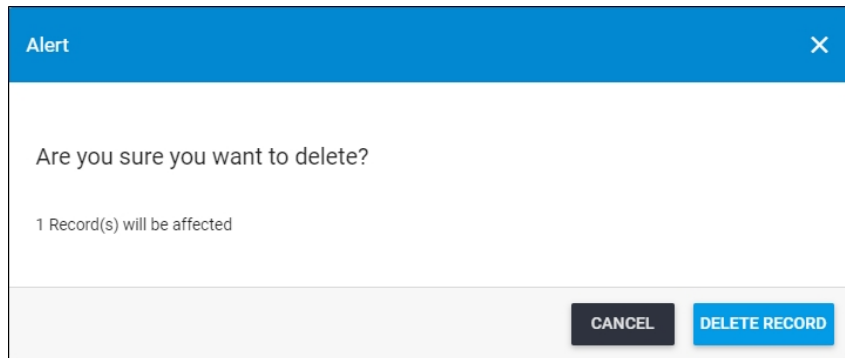 Alert
Are you sure you want to delete?
1 Record(s) will be affected
CANCEL DELETE RECORD